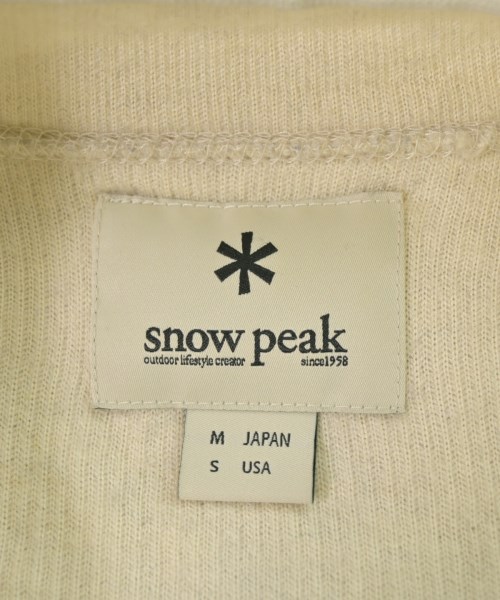 snow peak
outdoor lifestyle creator since1958
M JAPAN
S USA